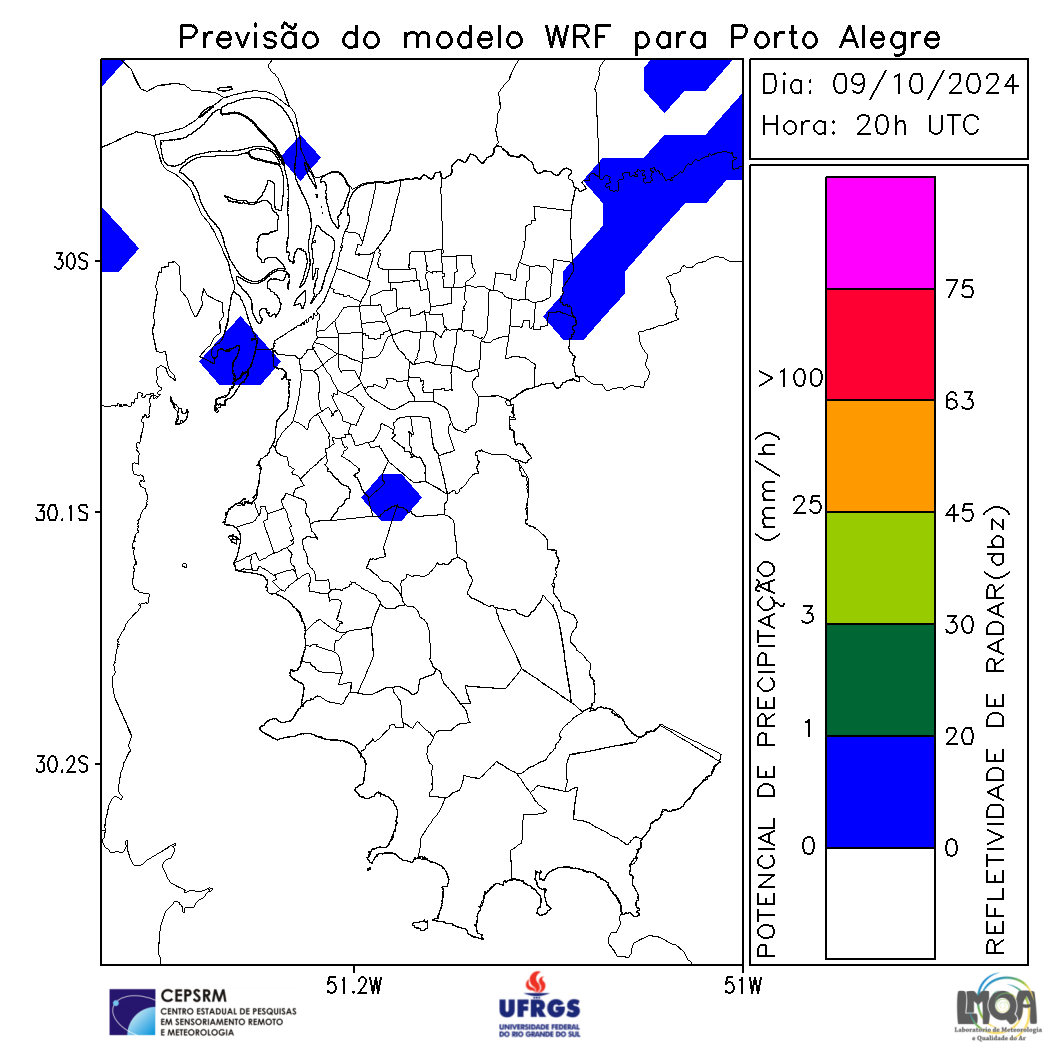 Previsão do modelo WRF para Porto Alegre
Dia: 09/10/2024
Hora: 20h UTC
30S
30.1S
30.2S
51.2W
51W
POTENCIAL DE PRECIPITAÇÃO (mm/h)
>100
25
3
1
0
75
63
45
30
20
0
REFLETIVIDADE DE RADAR(dbz)
CEPSRM
CENTRO ESTADUAL DE PESQUISAS
EM SENSORIAMENTO REMOTO
E METEOROLOGIA
UFRGS
UNIVERSIDADE FEDERAL
DO RIO GRANDE DO SUL
LMQA
Laboratório de Meteorologia
e Qualidade do Ar